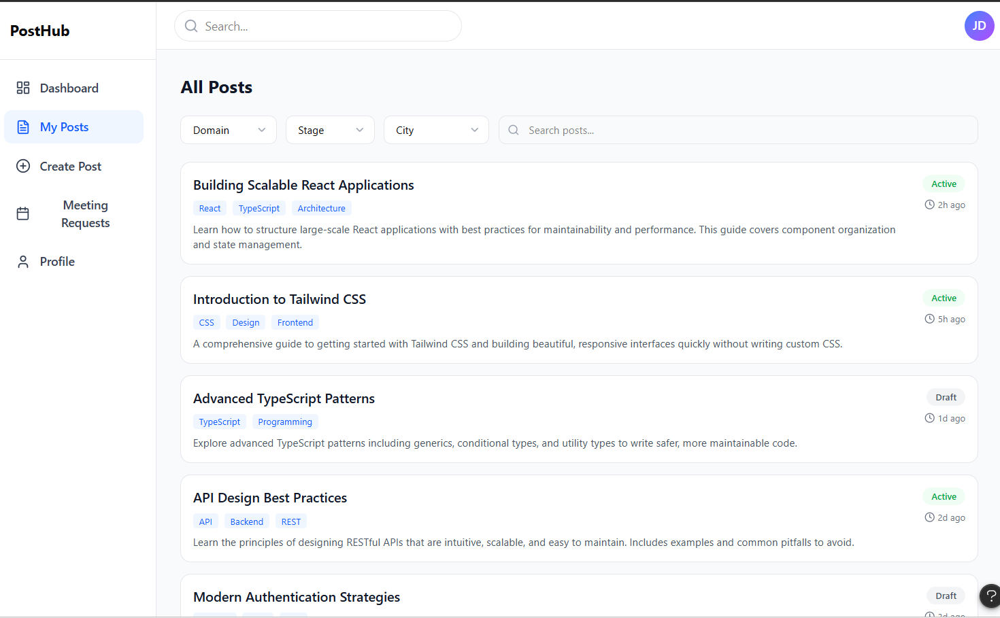 PostHub
Search...
JD
Dashboard
My Posts
Create Post
Meeting
Requests
Profile
All Posts
Domain
Stage
City
Search posts...
Building Scalable React Applications
Active
React TypeScript Architecture
2h ago
Learn how to structure large-scale React applications with best practices for maintainability and performance. This guide covers component organization
and state management.
Introduction to Tailwind CSS
Active
CSS Design Frontend
5h ago
A comprehensive guide to getting started with Tailwind CSS and building beautiful, responsive interfaces quickly without writing custom CSS.
Advanced TypeScript Patterns
Draft
TypeScript Programming
1d ago
Explore advanced TypeScript patterns including generics, conditional types, and utility types to write safer, more maintainable code.
API Design Best Practices
Active
API Backend REST
2d ago
Learn the principles of designing RESTful APIs that are intuitive, scalable, and easy to maintain. Includes examples and common pitfalls to avoid.
Modern Authentication Strategies
Draft
?